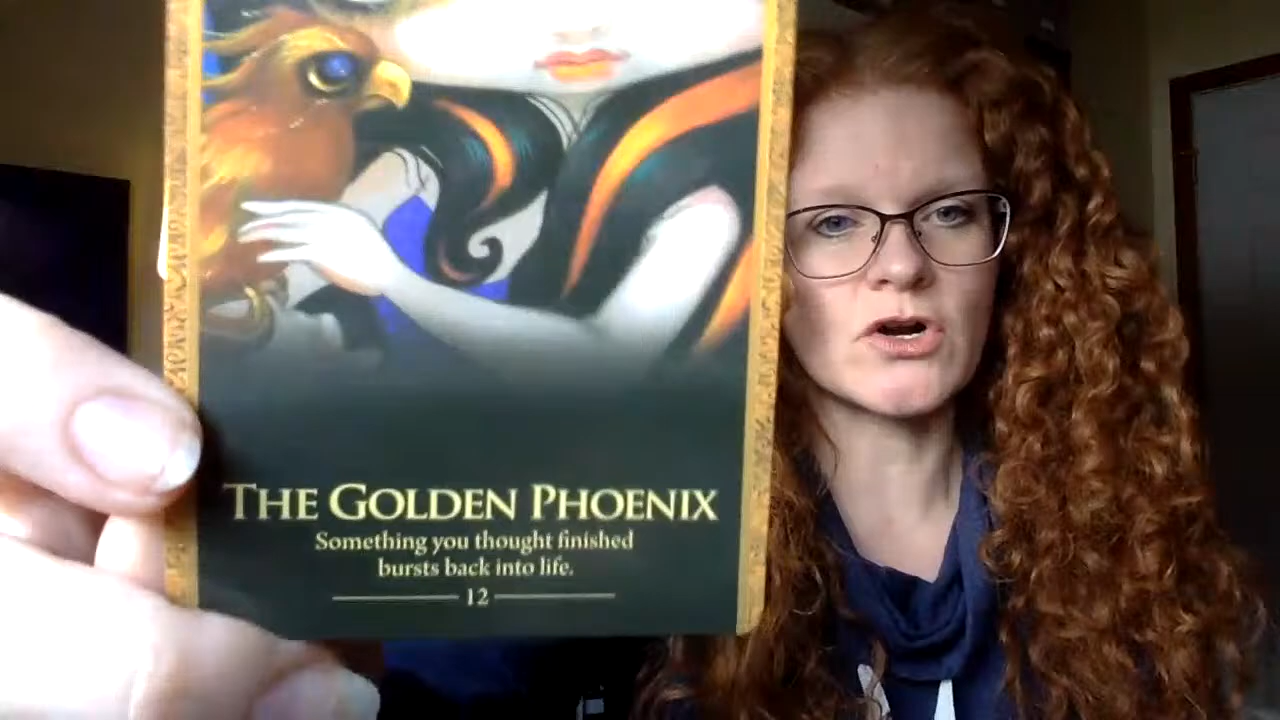 THE GOLDEN PHOENIX
Something you thought finished
bursts back into life.
12